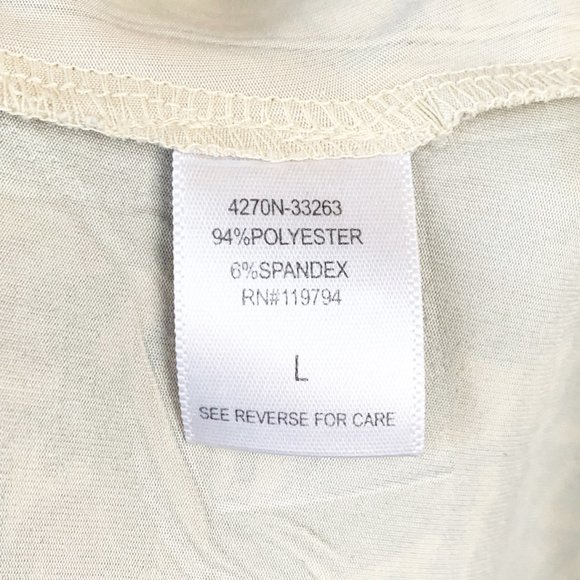 4270N-33263
94%POLYESTER
6%SPANDEX
RN#119794
L
SEE REVERSE FOR CARE